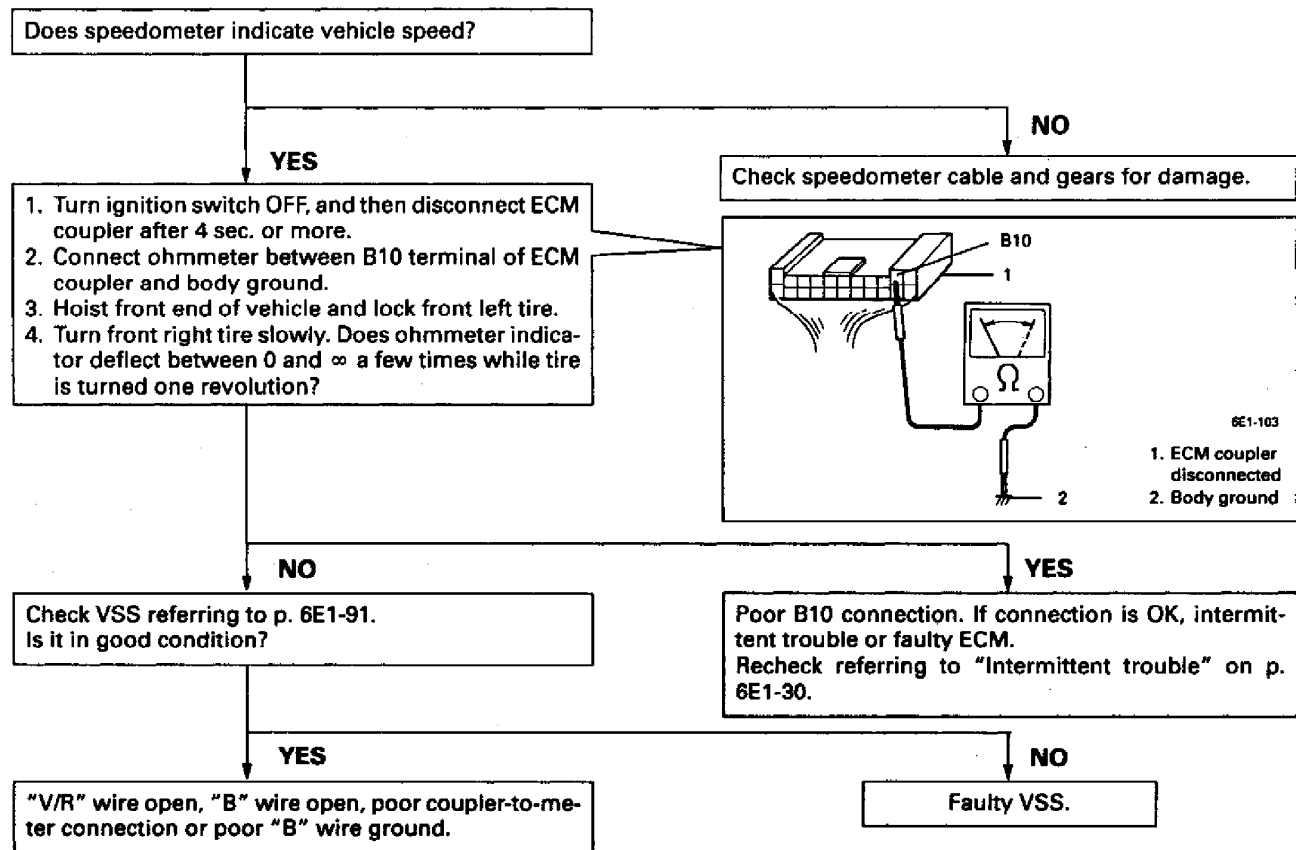 Does speedometer indicate vehicle speed?
NO
YES
Check speedometer cable and gears for damage.
1. Turn ignition switch OFF, and then disconnect ECM
coupler after 4 sec. or more.
2. Connect ohmmeter between B10 terminal of ECM
coupler and body ground.
3. Hoist front end of vehicle and lock front left tire.
4. Turn front right tire slowly. Does ohmmeter indica-
tor deflect between 0 and ∞ a few times while tire
is turned one revolution?
B10
1
Ω
6E1-103
1. ECM coupler
disconnected
2. Body ground
2
NO
YES
Check VSS referring to p. 6E1-91.
Is it in good condition?
Poor B10 connection. If connection is OK, intermit-
tent trouble or faulty ECM.
Recheck referring to "Intermittent trouble" on p.
6E1-30.
YES
NO
"V/R" wire open, "B" wire open, poor coupler-to-me-
ter connection or poor "B" wire ground.
Faulty VSS.